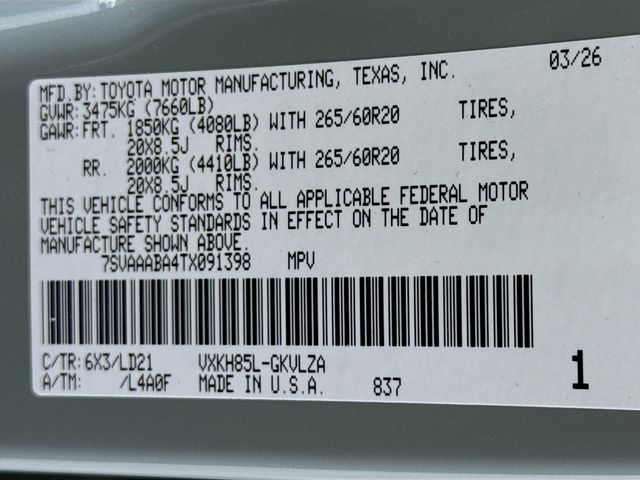 MFD.BY:TOYOTA MOTOR MANUFACTURING, TEXAS, INC. 03/26
GVWR:3475KG (7660LB)
GAWR:FRT. 1850KG (4080LB) WITH 265/60R20 TIRES,
20X8.5J RIMS.
RR. 2000KG (4410LB) WITH 265/60R20 TIRES,
20X8.5J RIMS.
THIS VEHICLE CONFORMS TO ALL APPLICABLE FEDERAL MOTOR
VEHICLE SAFETY STANDARDS IN EFFECT ON THE DATE OF
MANUFACTURE SHOWN ABOVE.
7SVAAABA4TX091398 MPV
C/TR:6X3/LD21 VXKH85L-GKVLZA
A/TM: /L4A0F MADE IN U.S.A. 837 1